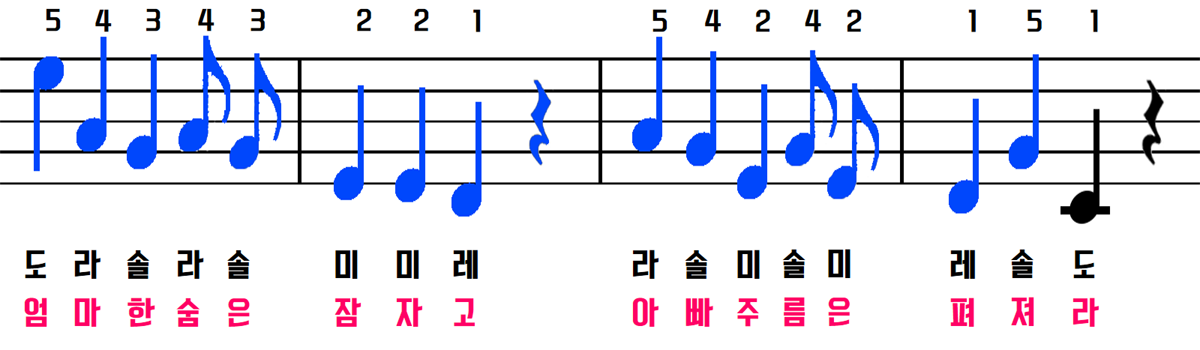 5 4 3 4 3 2 2 1 5 4 2 4 2 1 5 1
도 라 솔 라 솔 미 미 레 라 솔 미 솔 미 레 솔 도
엄 마 한 숨 은 잠 자 고 아 빠 주 름 은 펴 져 라